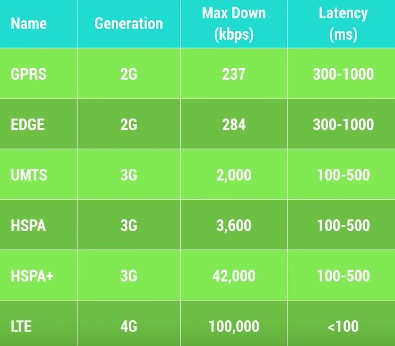 Name Generation Max Down (kbps) Latency (ms)
GPRS 2G 237 300-1000
EDGE 2G 284 300-1000
UMTS 3G 2,000 100-500
HSPA 3G 3,600 100-500
HSPA+ 3G 42,000 100-500
LTE 4G 100,000 <100